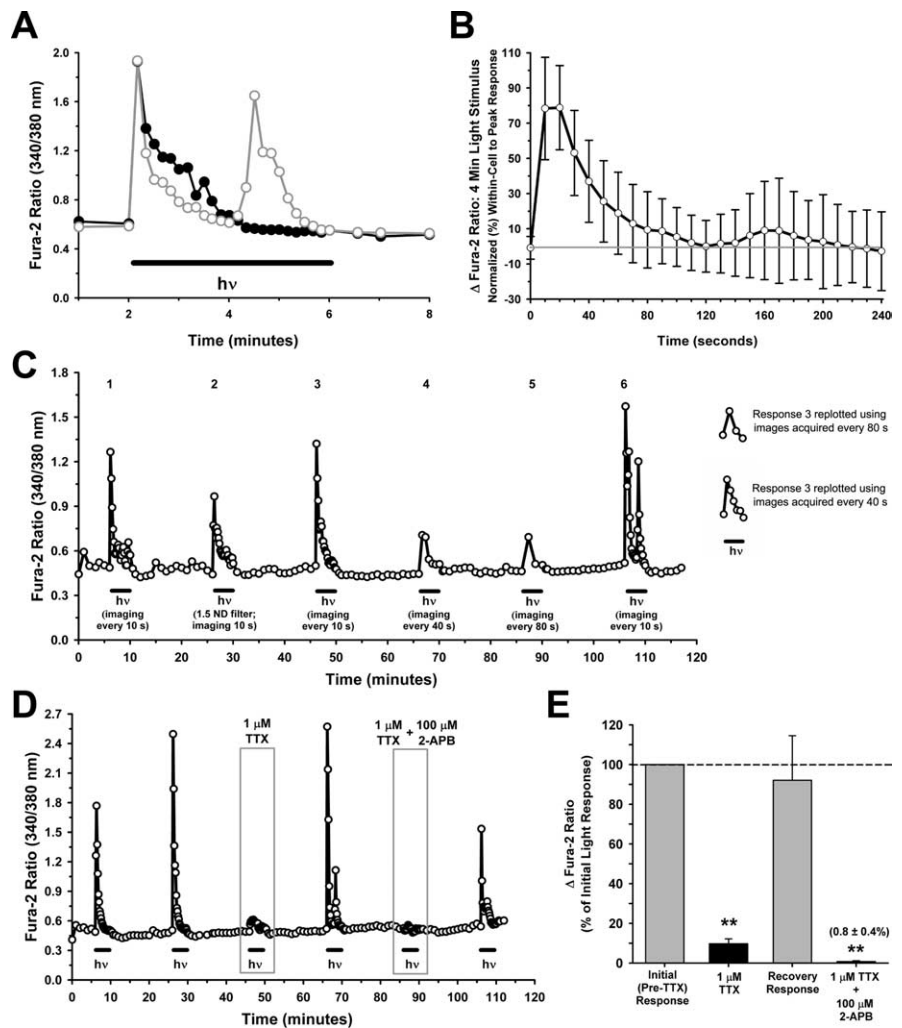 A
2.0
1.6
1.2
0.8
0.4
0.0
Fura-2 Ratio (340/380 nm)
hν
2
4
6
8
Time (minutes)
B
110
90
70
50
30
10
-10
-30
Δ Fura-2 Ratio: 4 Min Light Stimulus
Normalized (%) Within-Cell to Peak Response
0
40
80
120
160
200
240
Time (seconds)
C
1.8
1.5
1.2
0.9
0.6
0.3
0.0
Fura-2 Ratio (340/380 nm)
1
2
3
4
5
6
hν
(imaging
every 10 s)
hν
(1.5 ND filter;
imaging 10 s)
hν
(imaging
every 10 s)
hν
(imaging
every 40 s)
hν
(imaging
every 80 s)
hν
(imaging
every 10 s)
0
10
20
30
40
50
60
70
80
90
100
110
120
Time (minutes)
Response 3 replotted using
images acquired every 80 s
Response 3 replotted using
images acquired every 40 s
hν
D
2.7
2.4
2.1
1.8
1.5
1.2
0.9
0.6
0.3
0.0
Fura-2 Ratio (340/380 nm)
1 µM
TTX
1 µM + 100 µM
TTX 2-APB
hν
hν
hν
hν
hν
hν
0
10
20
30
40
50
60
70
80
90
100
110
120
Time (minutes)
E
120
100
80
60
40
20
0
Δ Fura-2 Ratio
(% of Initial Light Response)
**
(0.8 ± 0.4%)
**
Initial
(Pre-TTX)
Response
1 µM
TTX
Recovery
Response
1 µM TTX
+
100 µM
2-APB